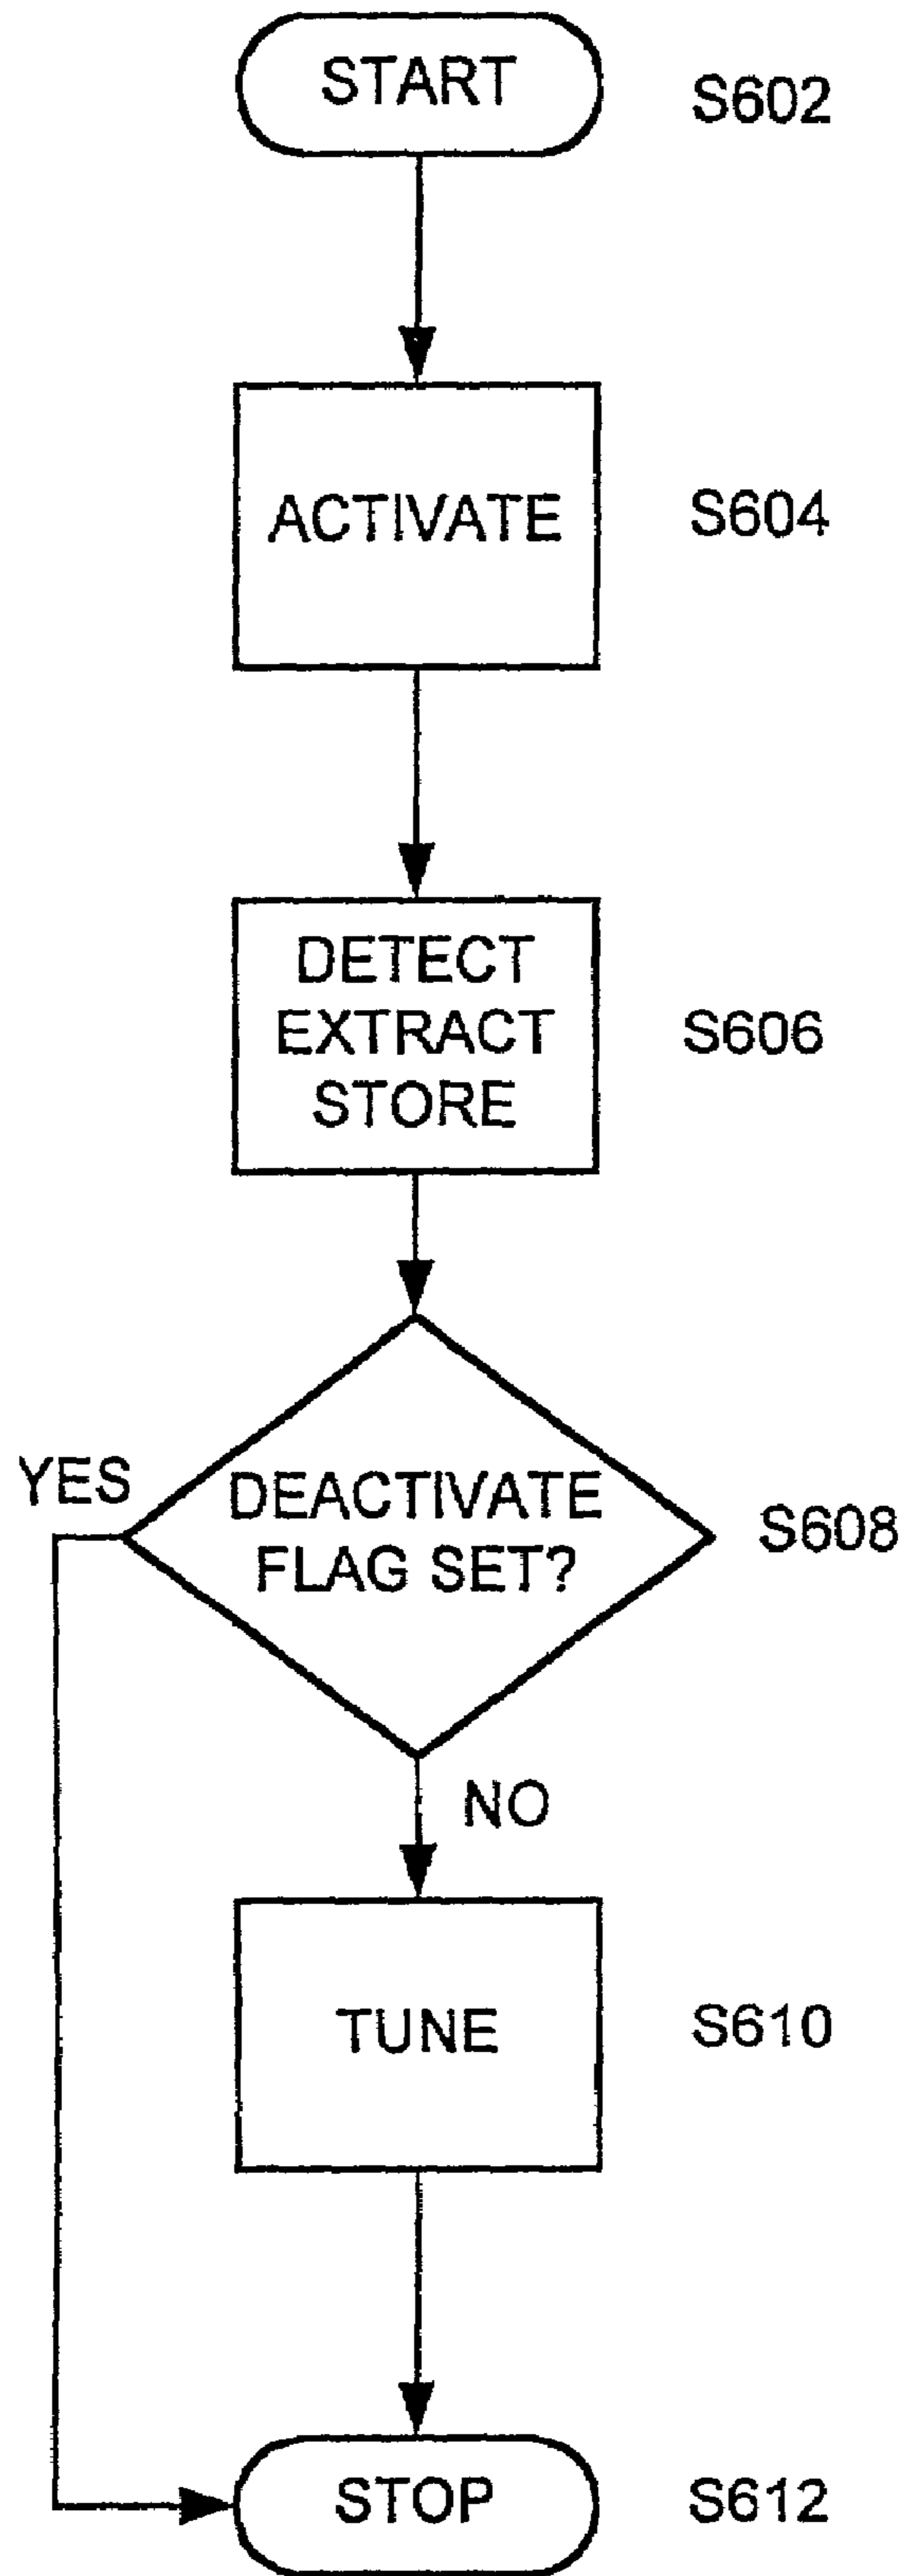 START
S602
ACTIVATE
S604
DETECT
EXTRACT
STORE
S606
YES
DEACTIVATE
FLAG SET?
S608
NO
TUNE
S610
STOP
S612